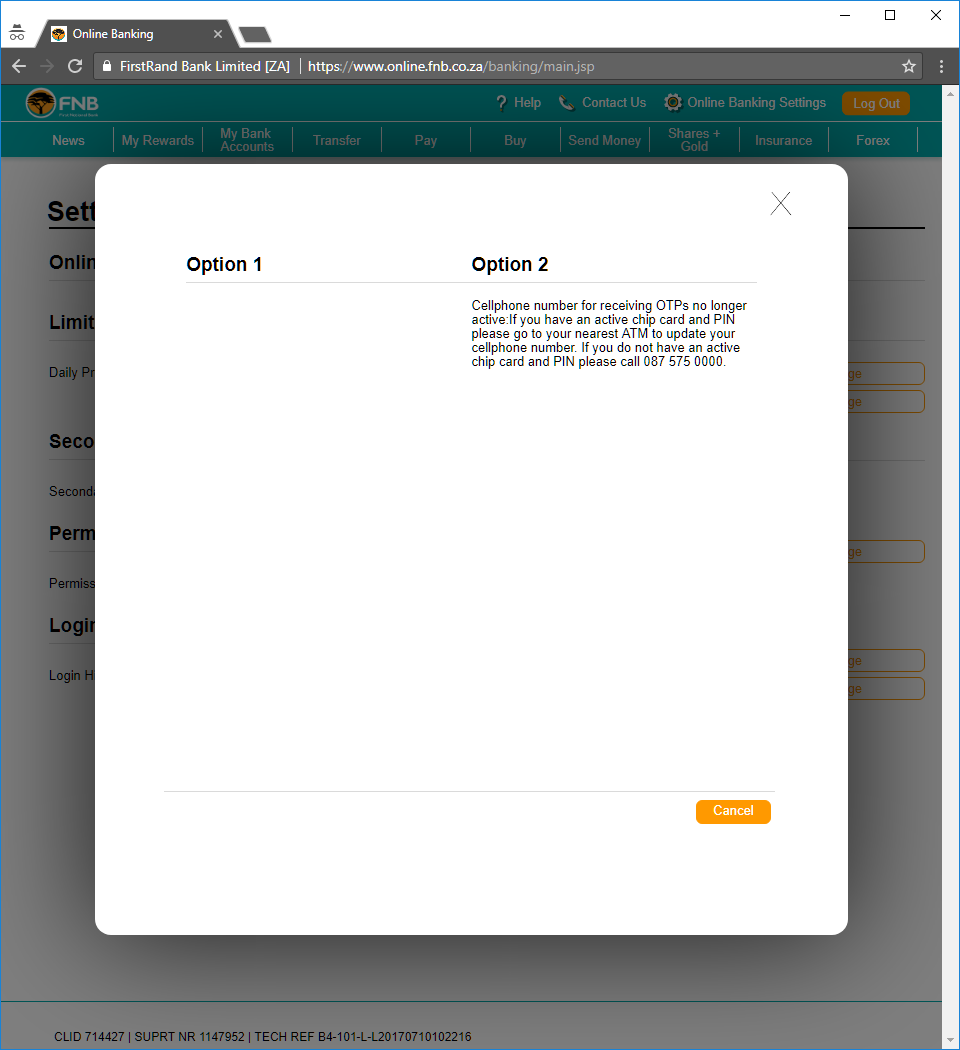 Online Banking
FirstRand Bank Limited [ZA] | https://www.online.fnb.co.za/banking/main.jsp
FNB
Help Contact Us Online Banking Settings Log Out
News My Rewards My Bank Accounts Transfer Pay Buy Send Money Shares + Gold Insurance Forex
Sett
Onlin
Limit
Daily Pr
ge
ge
Seco
Seconda
Perm
ge
Permiss
Login
ge
Login H
ge
Option 1
Option 2
Cellphone number for receiving OTPs no longer
active:If you have an active chip card and PIN
please go to your nearest ATM to update your
cellphone number. If you do not have an active
chip card and PIN please call 087 575 0000.
Cancel
CLID 714427 | SUPRT NR 1147952 | TECH REF B4-101-L-L20170710102216